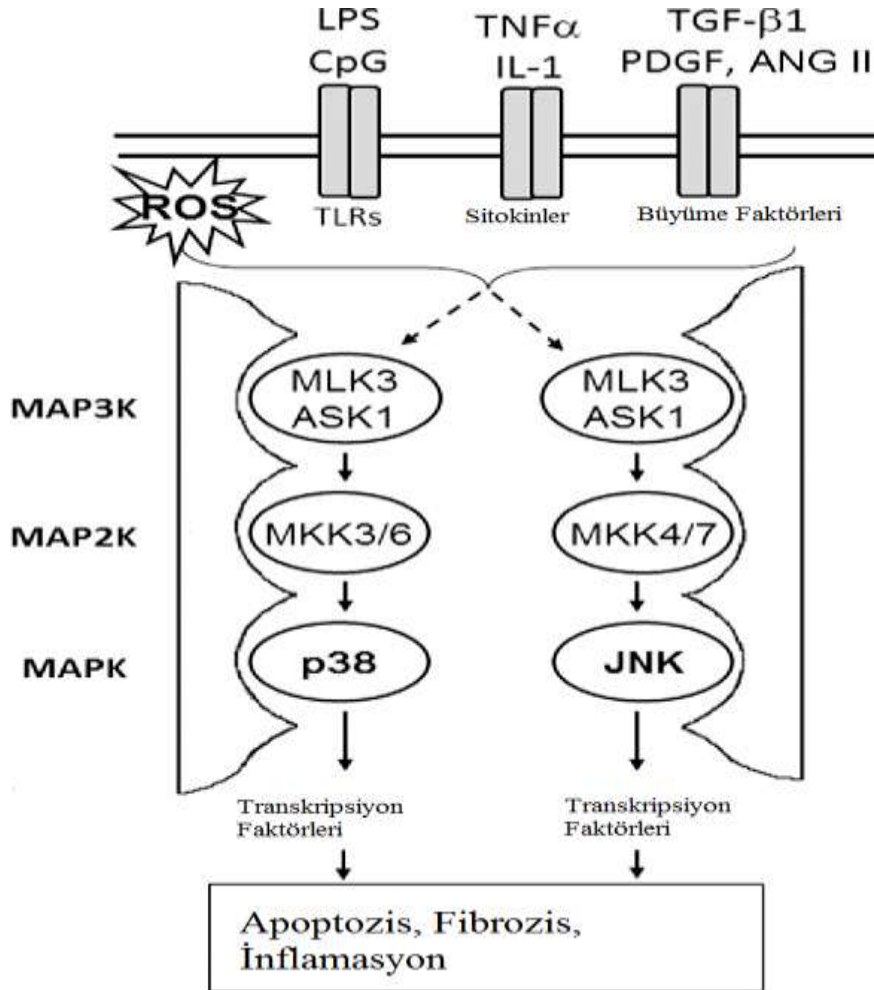 LPS
CpG
TNFα
IL-1
TGF-β1
PDGF, ANG II
ROS
TLRs
Sitokinler
Büyüme Faktörleri
MAP3K
MLK3
ASK1
MLK3
ASK1
MAP2K
MKK3/6
MKK4/7
MAPK
p38
JNK
Transkripsiyon
Faktörleri
Transkripsiyon
Faktörleri
Apoptozis, Fibrozis,
İnflamasyon